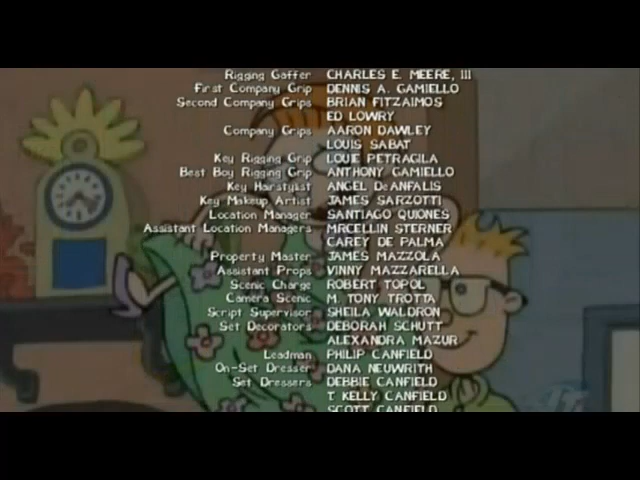 Rigging Gaffer CHARLES E. MEERE, III
First Company Grip DENNIS A. GAMIELLO
Second Company Grips BRIAN FITZAIMOS
ED LOWRY
Company Grips AARON DAWLEY
LOUIS SABAT
Key Rigging Grip LOUIE PETRAGILA
Best Boy Rigging Grip ANTHONY GAMIELLO
Key Hairstylist ANGEL DeANFALIS
Key Makeup Artist JAMES SARZOTTI
Location Manager SANTIAGO QUIONES
Assistant Location Managers MRCELLIN STERNER
CAREY DE PALMA
Property Master JAMES MAZZOLA
Assistant Props VINNY MAZZARELLA
Scenic Charge ROBERT TOPOL
Camera Scenic M. TONY TROTTA
Script Supervisor SHEILA WALDRON
Set Decorators DEBORAH SCHUTT
ALEXANDRA MAZUR
Leadman PHILIP CANFIELD
On-Set Dresser DANA NEUWRITH
Set Dressers DEBBIE CANFIELD
T KELLY CANFIELD
SCOTT CANFIELD